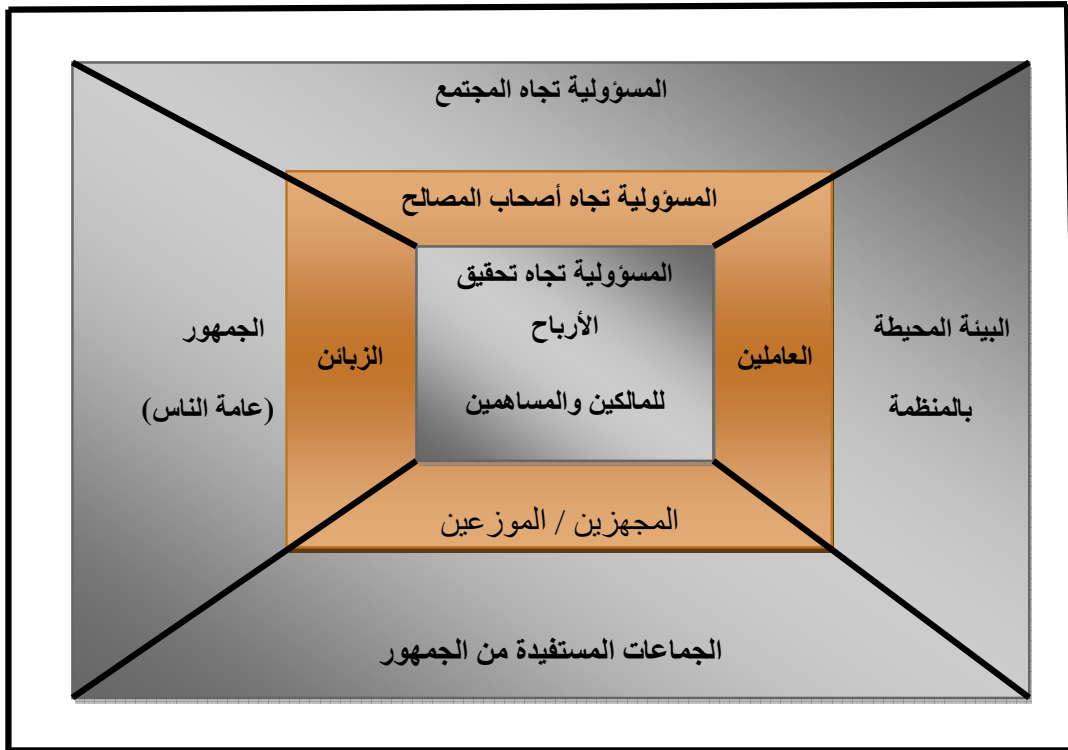 المسؤولية تجاه المجتمع
المسؤولية تجاه أصحاب المصالح
المسؤولية تجاه تحقيق
الأرباح
للمالكين والمساهمين
البيئة المحيطة
بالمنظمة
العاملين
الزبائن
الجمهور
(عامة الناس)
المجهزين / الموزعين
الجماعات المستفيدة من الجمهور